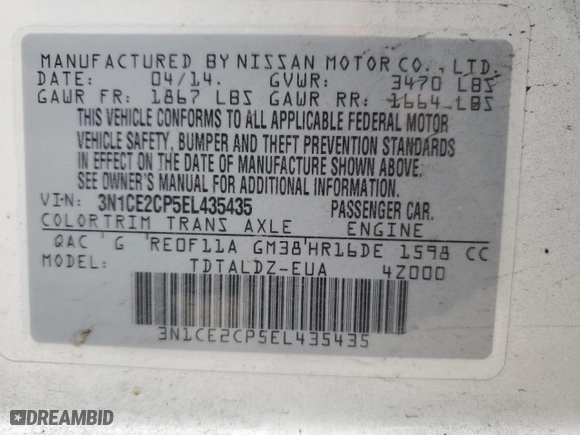 MANUFACTURED BY NISSAN MOTOR CO., LTD.
DATE: 04/14. GVWR: 3470 LBS
GAWR FR: 1867 LBS GAWR RR: 1664 LBS
THIS VEHICLE CONFORMS TO ALL APPLICABLE FEDERAL MOTOR
VEHICLE SAFETY, BUMPER AND THEFT PREVENTION STANDARDS
IN EFFECT ON THE DATE OF MANUFACTURE SHOWN ABOVE.
SEE OWNER'S MANUAL FOR ADDITIONAL INFORMATION.
VIN: 3N1CE2CP5EL435435 PASSENGER CAR.
COLOR TRIM TRANS AXLE ENGINE
QAC G RE0F11A GM38 HR16DE 1598 CC
MODEL: TDTALDZ-EUA 4Z000
3N1CE2CP5EL435435
DREAMBID